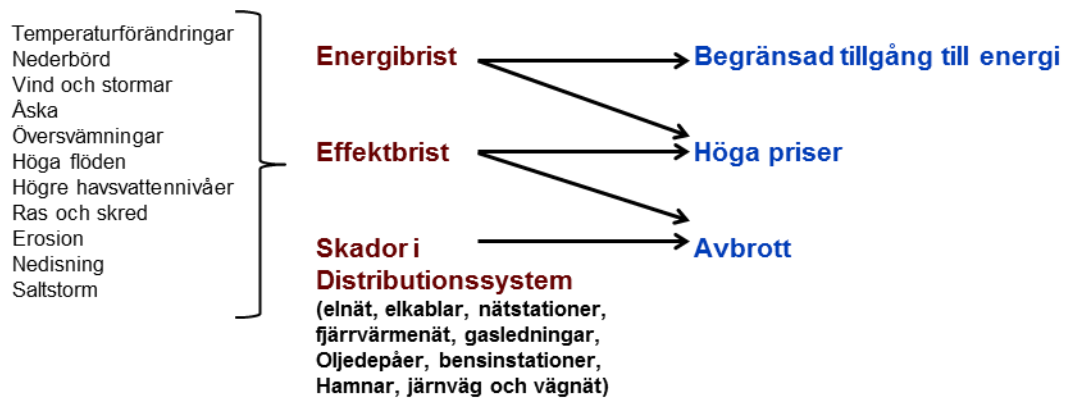 Temperaturförändringar
Nederbörd
Vind och stormar
Åska
Översvämningar
Höga flöden
Högre havsvattennivåer
Ras och skred
Erosion
Nedisning
Saltstorm
Energibrist
Effektbrist
Skador i
Distributionssystem
(elnät, elkablar, nätstationer,
fjärrvärmenät, gasledningar,
Oljedepåer, bensinstationer,
Hamnar, järnväg och vägnät)
Begränsad tillgång till energi
Höga priser
Avbrott